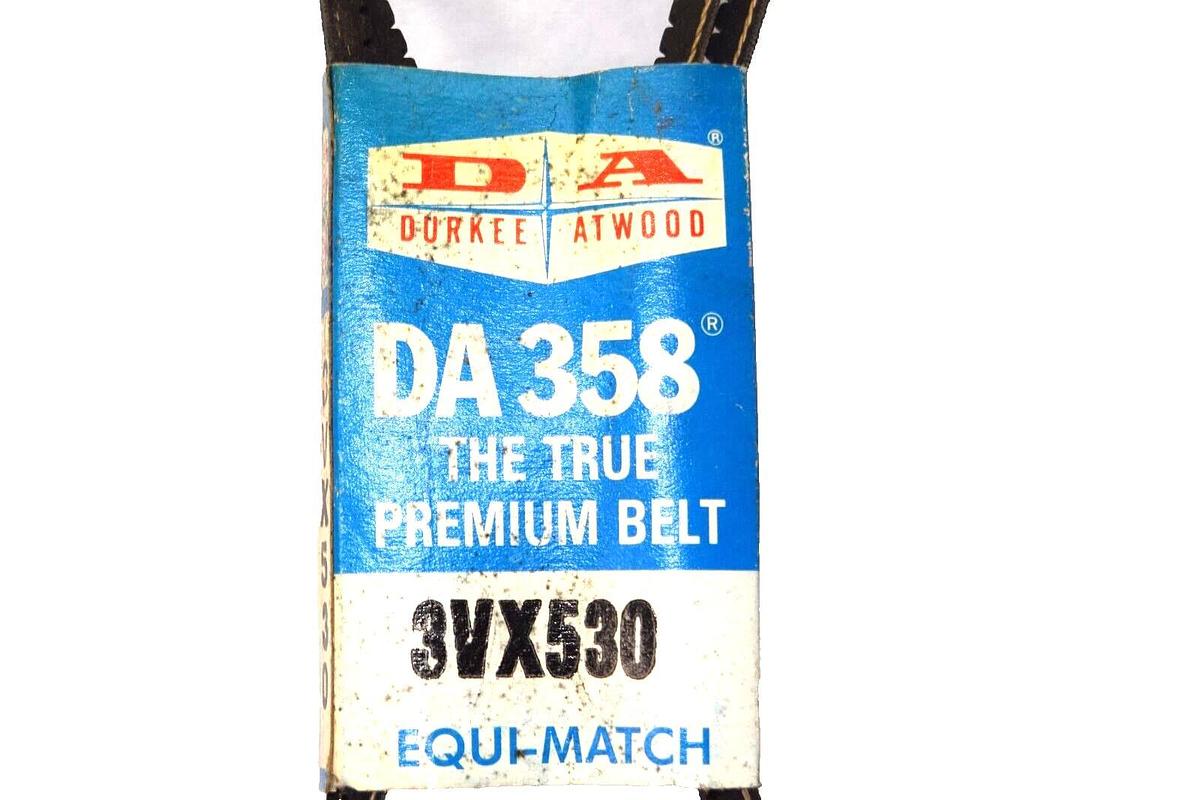 D A ®
DURKEE ATWOOD
DA 358 ®
THE TRUE
PREMIUM BELT
3VX530
EQUI-MATCH